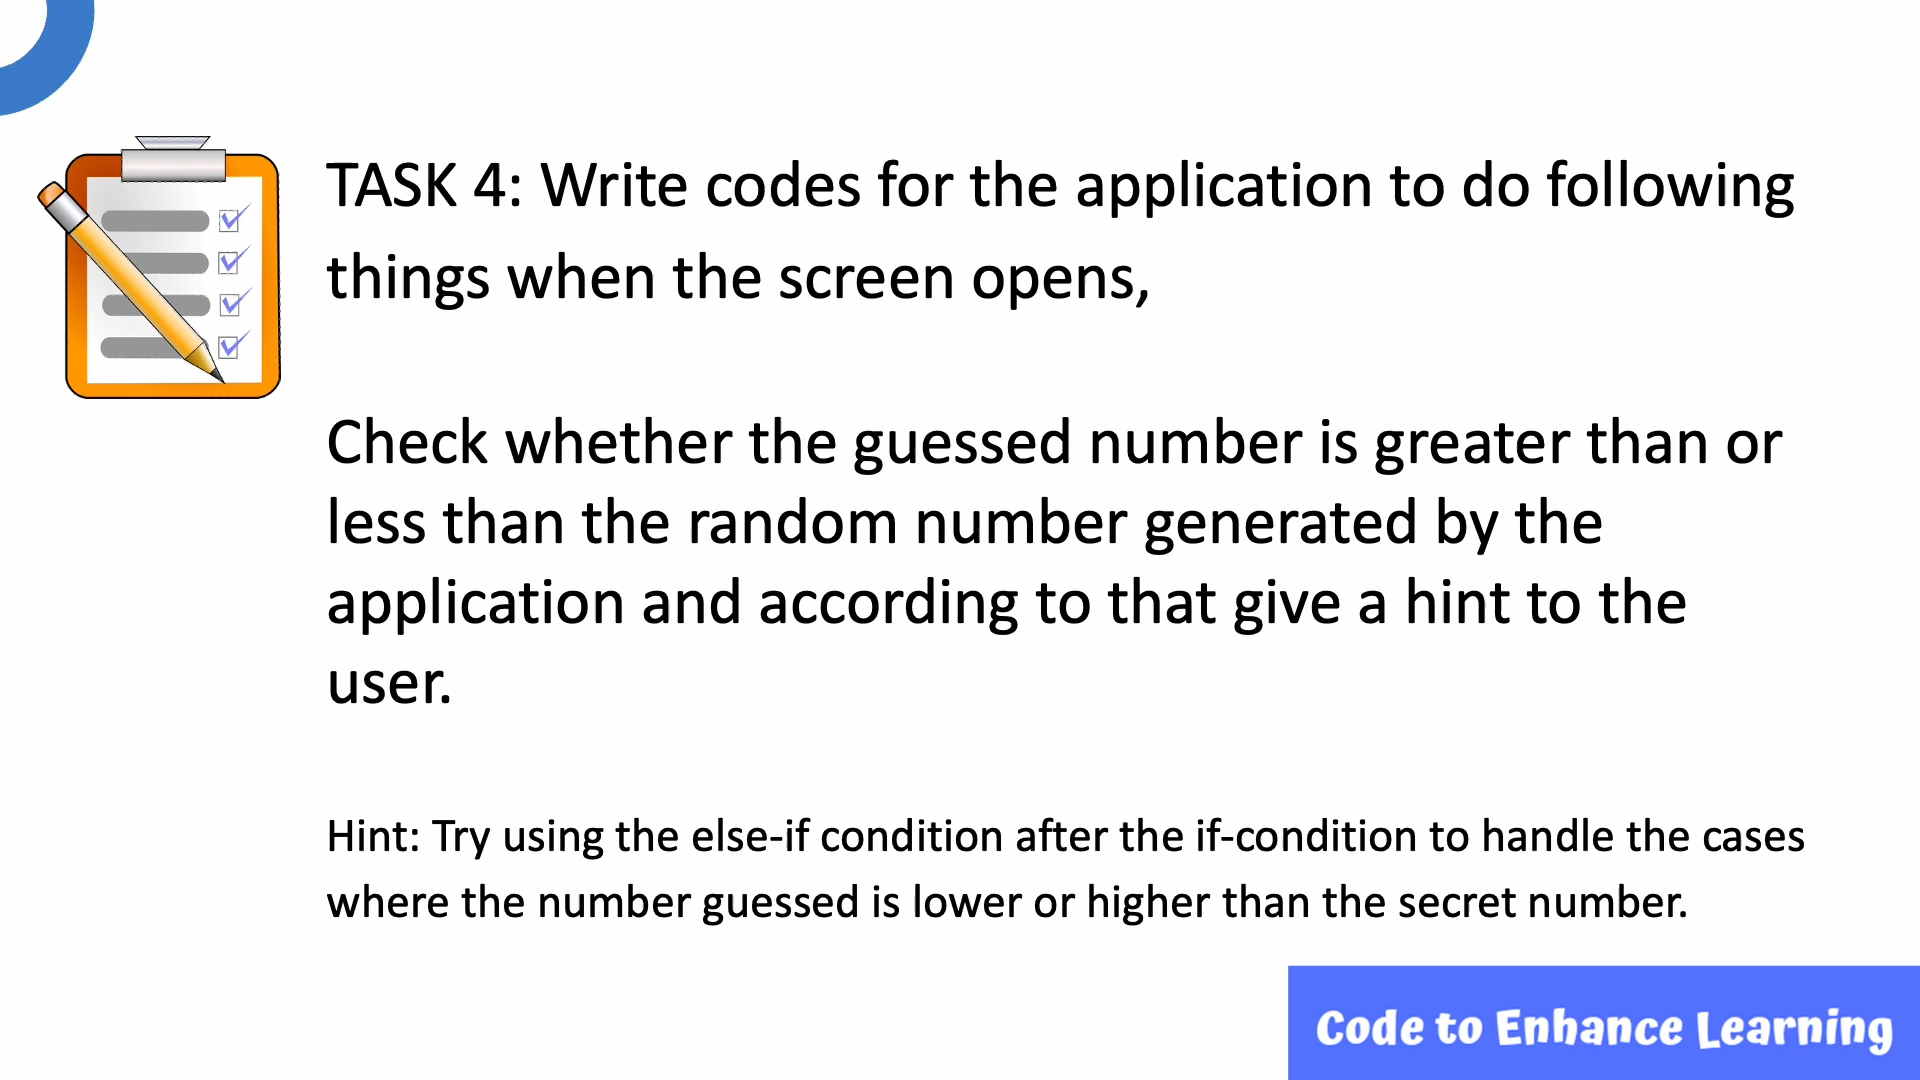 TASK 4: Write codes for the application to do following
things when the screen opens,
Check whether the guessed number is greater than or
less than the random number generated by the
application and according to that give a hint to the
user.
Hint: Try using the else-if condition after the if-condition to handle the cases
where the number guessed is lower or higher than the secret number.
Code to Enhance Learning